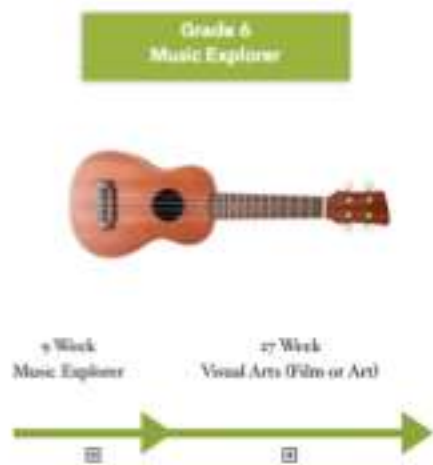 Grade 6
Music Explorer
9 Week
Music Explorer
27 Week
Visual Arts (Film or Art)